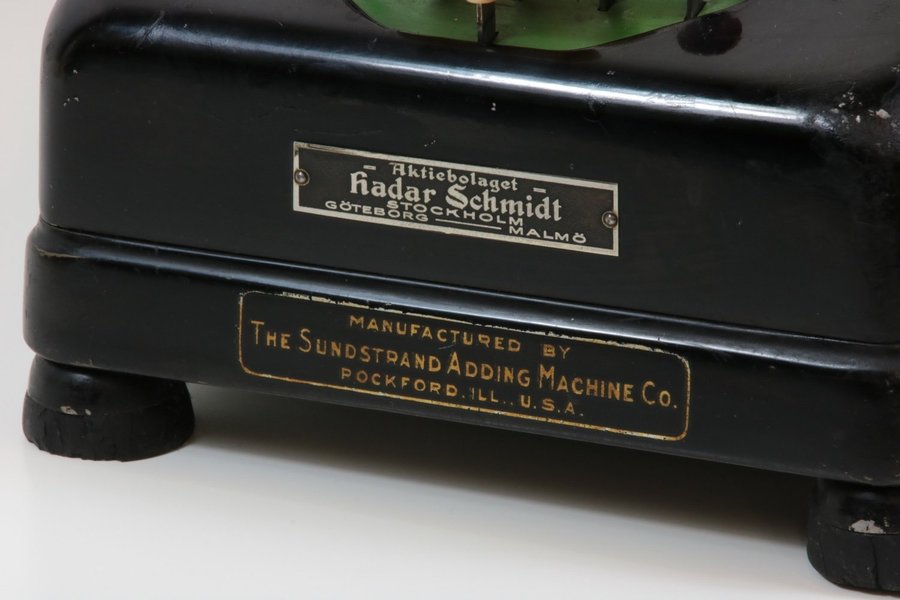 Aktiebolaget
Hadar Schmidt
STOCKHOLM
GÖTEBORG MALMÖ
MANUFACTURED BY
THE SUNDSTRAND ADDING MACHINE CO.
ROCKFORD. ILL., U.S.A.